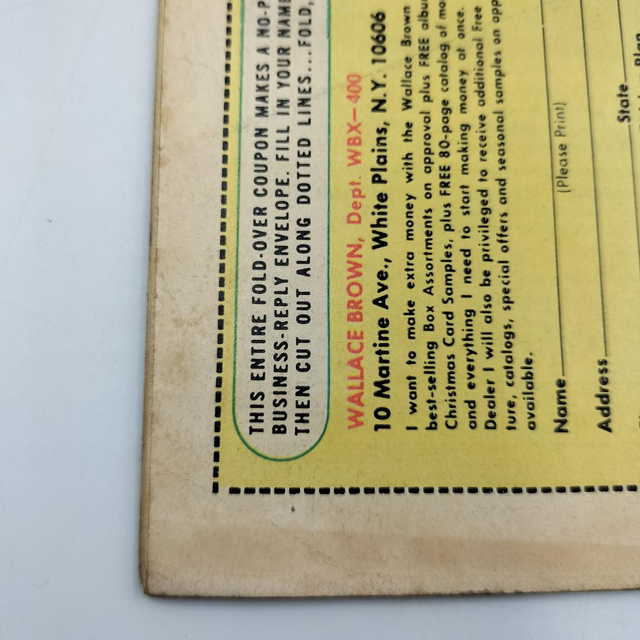 THIS ENTIRE FOLD-OVER COUPON MAKES A NO-P
BUSINESS-REPLY ENVELOPE. FILL IN YOUR NAME
THEN CUT OUT ALONG DOTTED LINES...FOLD,
WALLACE BROWN, Dept. WBX-400
10 Martine Ave., White Plains, N.Y. 10606
I want to make extra money with the Wallace Brown
best-selling Box Assortments on approval plus FREE albu
Christmas Card Samples, plus FREE 80-page catalog of mo
and everything I need to start making money at once.
Dealer I will also be privileged to receive additional Free
ture, catalogs, special offers and seasonal samples on app
available.
Name
(Please Print)
Address
State